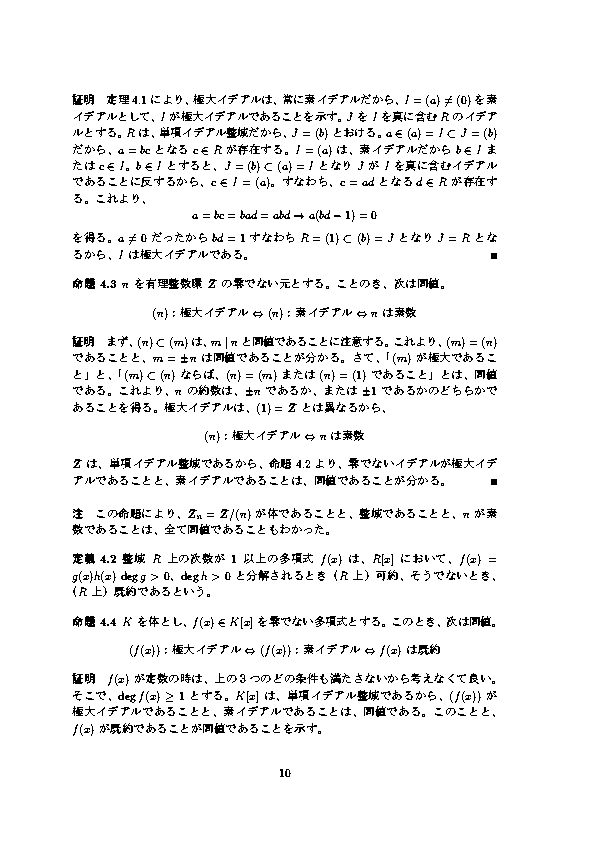 証明　定理 4.1 により、極大イデアルは、常に素イデアルだから、I = (a) ≠ (0) を素
イデアルとして、I が極大イデアルであることを示す。J を I を真に含む R のイデア
ルとする。R は、単項イデアル整域だから、J = (b) とおける。a ∈ (a) = I ⊂ J = (b)
だから、a = bc となる c ∈ R が存在する。I = (a) は、素イデアルだから b ∈ I ま
たは c ∈ I。b ∈ I とすると、J = (b) ⊂ (a) = I となり J が I を真に含むイデアル
であることに反するから、c ∈ I = (a)。すなわち、c = ad となる d ∈ R が存在す
る。これより、
a = bc = bad = abd → a(bd − 1) = 0
を得る。a ≠ 0 だったから bd = 1 すなわち R = (1) ⊂ (b) = J となり J = R とな
るから、I は極大イデアルである。 ■
命題 4.3 n を有理整数環 Z の零でない元とする。ことのき、次は同値。
(n) : 極大イデアル ⇔ (n) : 素イデアル ⇔ n は素数
証明　まず、(n) ⊂ (m) は、m | n と同値であることに注意する。これより、(m) = (n)
であることと、m = ±n は同値であることが分かる。さて、「(m) が極大であるこ
と」と、「(m) ⊂ (n) ならば、(n) = (m) または (n) = (1) であること」とは、同値
である。これより、n の約数は、±n であるか、または ±1 であるかのどちらかで
あることを得る。極大イデアルは、(1) = Z とは異なるから、
(n) : 極大イデアル ⇔ n は素数
Z は、単項イデアル整域であるから、命題 4.2 より、零でないイデアルが極大イデ
アルであることと、素イデアルであることは、同値であることが分かる。 ■
注　この命題により、Zn = Z/(n) が体であることと、整域であることと、n が素
数であることは、全て同値であることもわかった。
定義 4.2 整域 R 上の次数が 1 以上の多項式 f(x) は、R[x] において、f(x) =
g(x)h(x) deg g > 0、deg h > 0 と分解されるとき（R 上）可約、そうでないとき、
（R 上）既約であるという。
命題 4.4 K を体とし、f(x) ∈ K[x] を零でない多項式とする。このとき、次は同値。
(f(x)) : 極大イデアル ⇔ (f(x)) : 素イデアル ⇔ f(x) は既約
証明　f(x) が定数の時は、上の 3 つのどの条件も満たさないから考えなくて良い。
そこで、deg f(x) ≥ 1 とする。K[x] は、単項イデアル整域であるから、(f(x)) が
極大イデアルであることと、素イデアルであることは、同値である。このことと、
f(x) が既約であることが同値であることを示す。
10